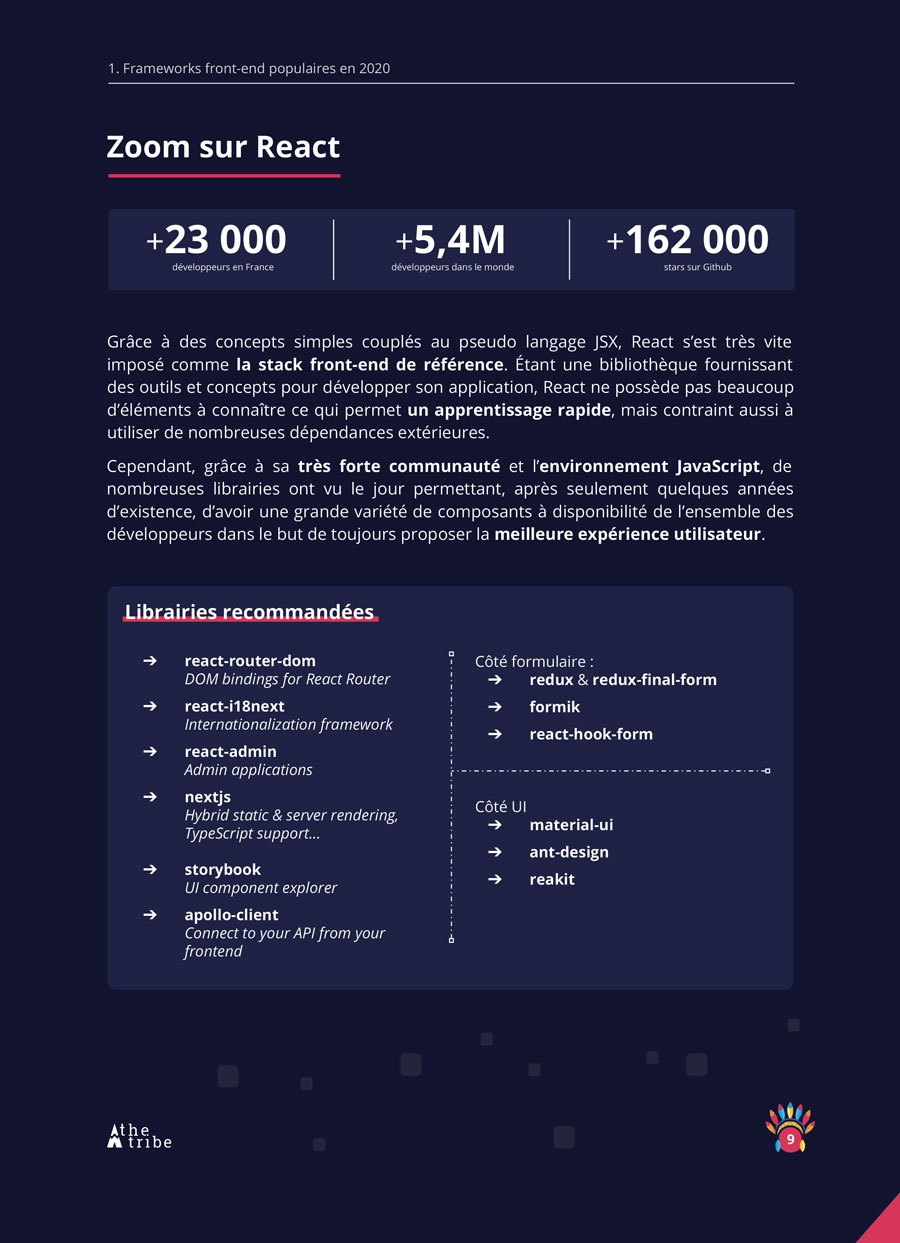 1. Frameworks front-end populaires en 2020
Zoom sur React
+23 000
développeurs en France
+5,4M
développeurs dans le monde
+162 000
stars sur Github
Grâce à des concepts simples couplés au pseudo langage JSX, React s’est très vite
imposé comme la stack front-end de référence. Étant une bibliothèque fournissant
des outils et concepts pour développer son application, React ne possède pas beaucoup
d’éléments à connaître ce qui permet un apprentissage rapide, mais contraint aussi à
utiliser de nombreuses dépendances extérieures.
Cependant, grâce à sa très forte communauté et l’environnement JavaScript, de
nombreuses librairies ont vu le jour permettant, après seulement quelques années
d’existence, d’avoir une grande variété de composants à disponibilité de l’ensemble des
développeurs dans le but de toujours proposer la meilleure expérience utilisateur.
Librairies recommandées
➔ react-router-dom
DOM bindings for React Router
➔ react-i18next
Internationalization framework
➔ react-admin
Admin applications
➔ nextjs
Hybrid static & server rendering,
TypeScript support...
➔ storybook
UI component explorer
➔ apollo-client
Connect to your API from your
frontend
Côté formulaire :
➔ redux & redux-final-form
➔ formik
➔ react-hook-form
Côté UI
➔ material-ui
➔ ant-design
➔ reakit
the
tribe
9